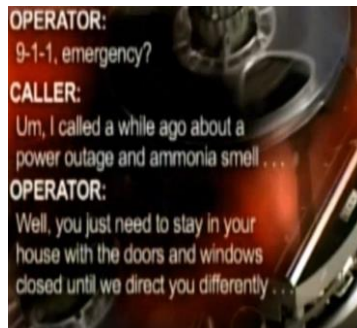 OPERATOR:
9-1-1, emergency?
CALLER:
Um, I called a while ago about a
power outage and ammonia smell . . .
OPERATOR:
Well, you just need to stay in your
house with the doors and windows
closed until we direct you differently . . .